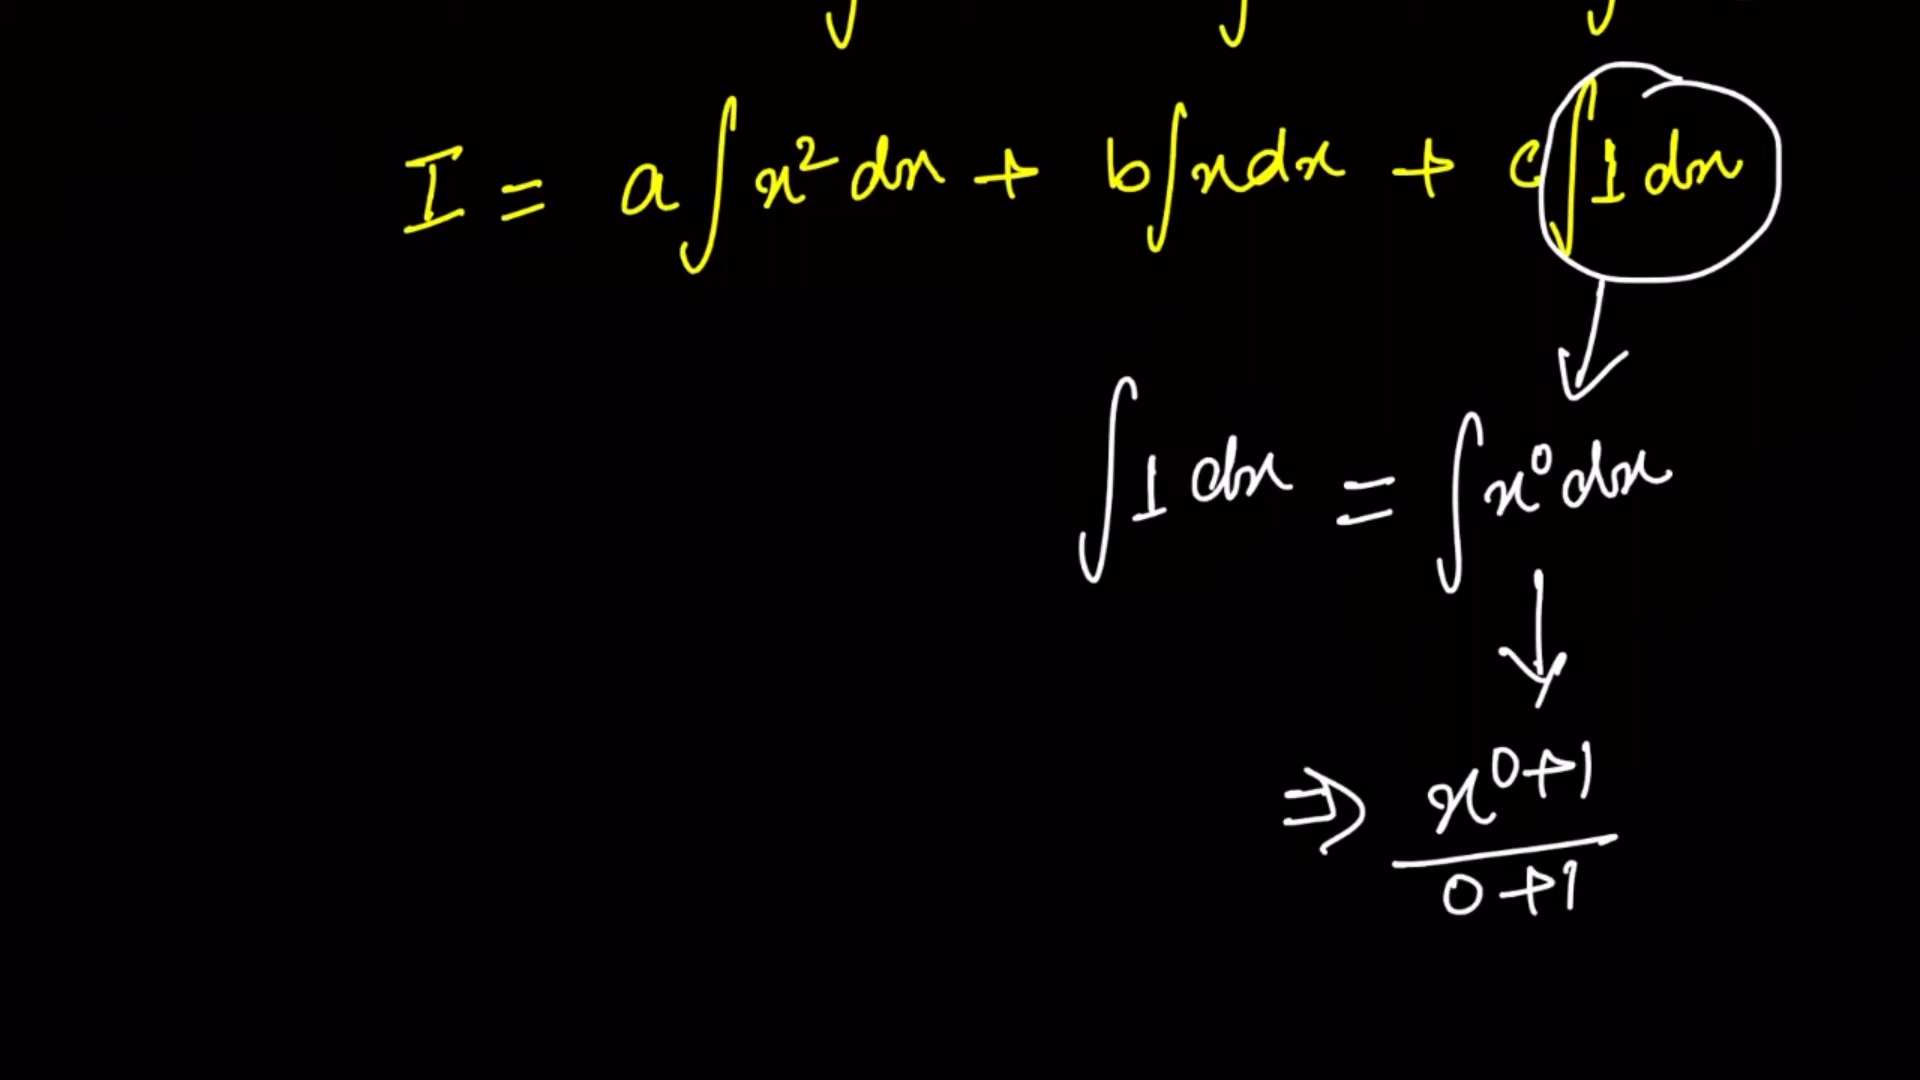 I = a∫x²dx + b∫xdx + c∫1dx
∫1dx = ∫x⁰dx
⇒ x⁰⁺¹
0+1